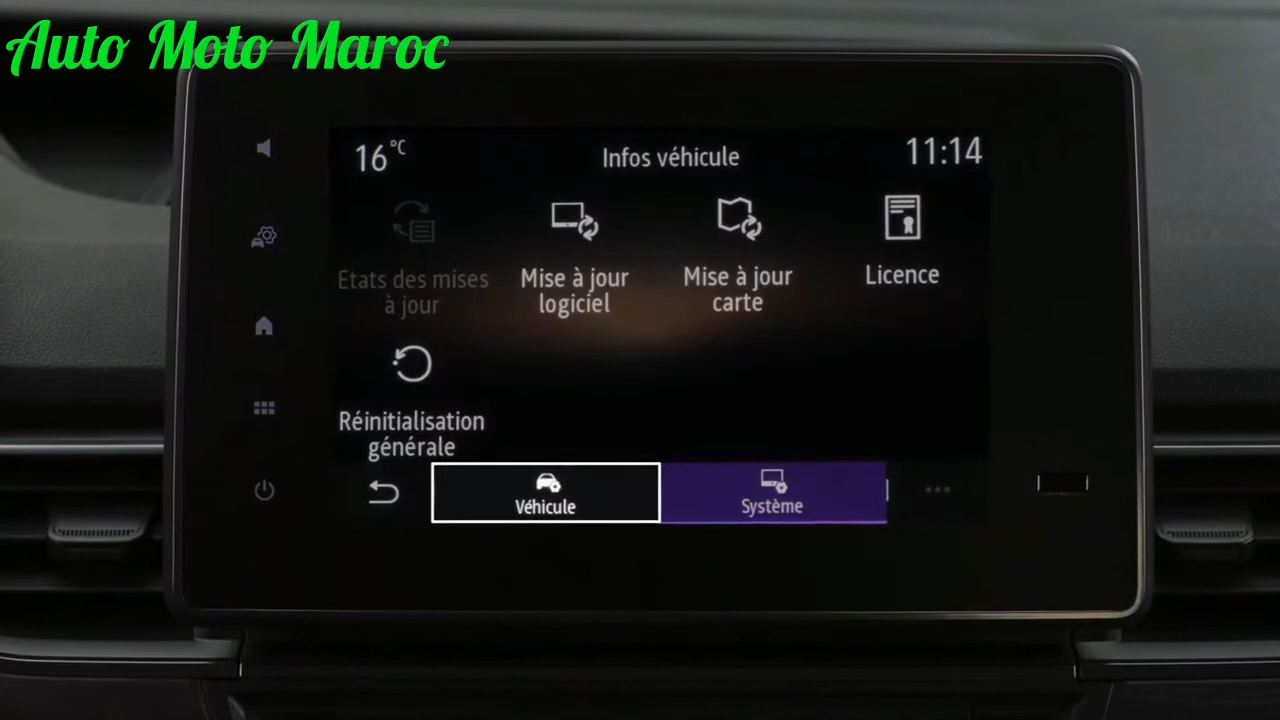 Auto Moto Maroc
16°C
Infos véhicule
11:14
Etats des mises
à jour
Mise à jour
logiciel
Mise à jour
carte
Licence
Réinitialisation
générale
Véhicule
Système